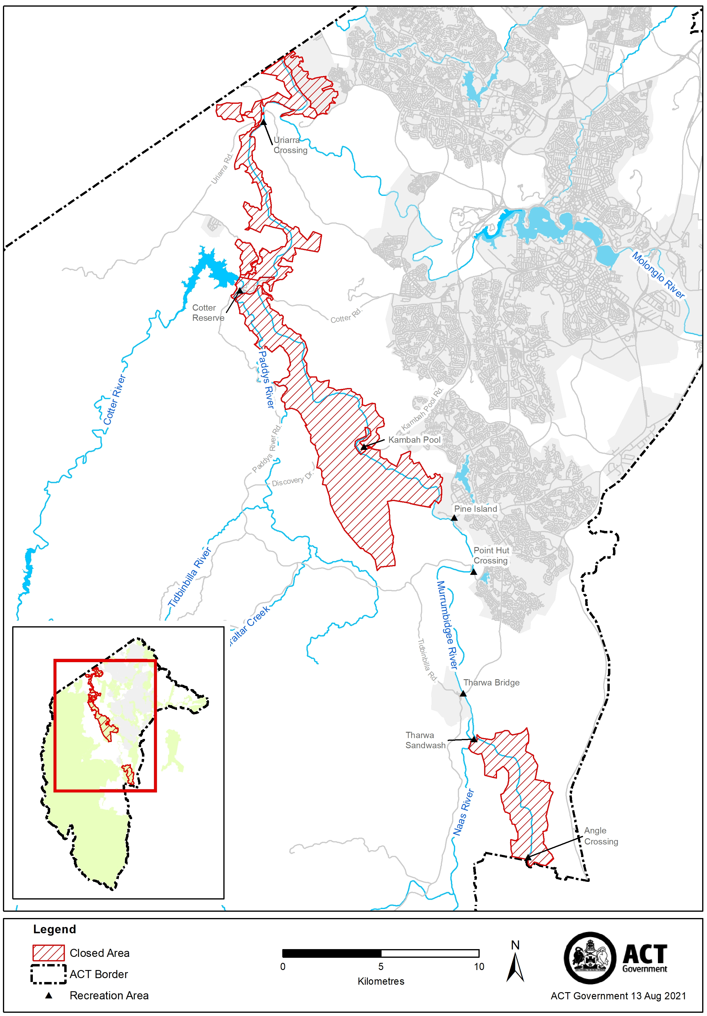 Uriarra
Crossing
Uriarra Rd.
Molonglo River
Cotter
Reserve
Cotter Rd.
Cotter River
Paddys River
Kambah Pool Rd.
Kambah Pool
Paddys River Rd.
Discovery Dr.
Pine Island
Point Hut
Crossing
Tidbinbilla River
Murrumbidgee River
raltar Creek
Tidbinbilla Rd.
Tharwa Bridge
Tharwa
Sandwash
Naas River
Angle
Crossing
Legend
Closed Area
ACT Border
Recreation Area
0 5 10
Kilometres
N
ACT
Government
ACT Government 13 Aug 2021